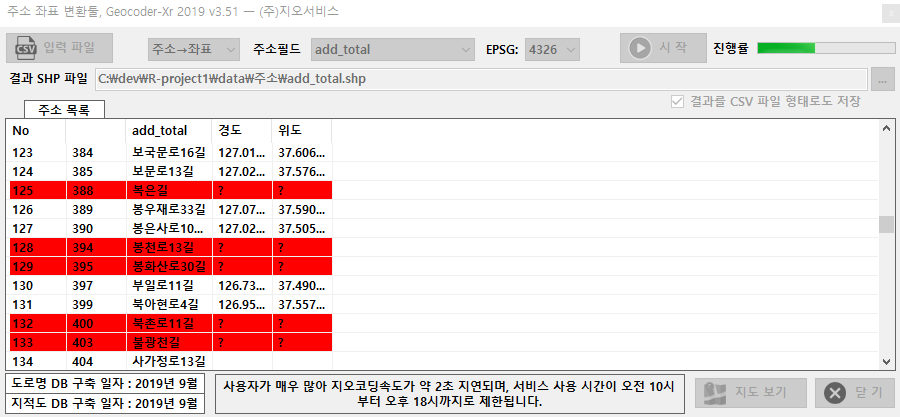 주소 좌표 변환툴, Geocoder-Xr 2019 v3.51 — (주)지오서비스
CSV 입력 파일 주소→좌표 주소필드 add_total EPSG: 4326 시 작 진행률
결과 SHP 파일 C:\dev\R-project1\data\주소\add_total.shp ...
결과를 CSV 파일 형태로도 저장
주소 목록
No add_total 경도 위도
123 384 보국문로16길 127.01... 37.606...
124 385 보문로13길 127.02... 37.576...
125 388 복은길 ? ?
126 389 봉우재로33길 127.07... 37.590...
127 390 봉은사로10... 127.02... 37.505...
128 394 봉천로13길 ? ?
129 395 봉화산로30길 ? ?
130 397 부일로11길 126.73... 37.490...
131 399 북아현로4길 126.95... 37.557...
132 400 북촌로11길 ? ?
133 403 불광천길 ? ?
134 404 사가정로13길
도로명 DB 구축 일자 : 2019년 9월
지적도 DB 구축 일자 : 2019년 9월
사용자가 매우 많아 지오코딩속도가 약 2초 지연되며, 서비스 사용 시간이 오전 10시
부터 오후 18시까지로 제한됩니다.
지도 보기 닫 기